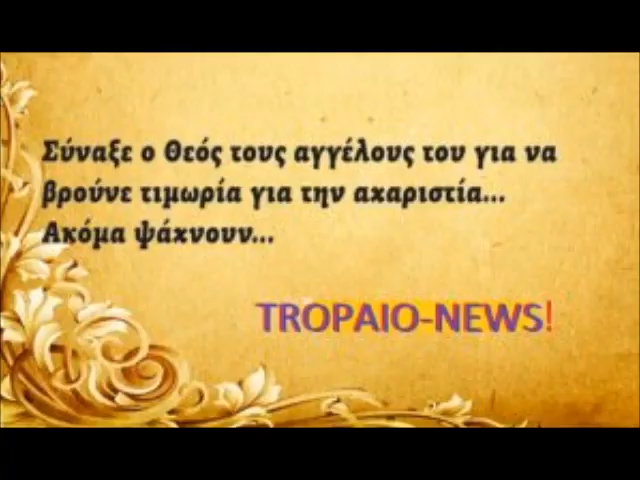 Σύναξε ο Θεός τους αγγέλους του για να
βρούνε τιμωρία για την αχαριστία...
Ακόμα ψάχνουν...
TROPAIO-NEWS!